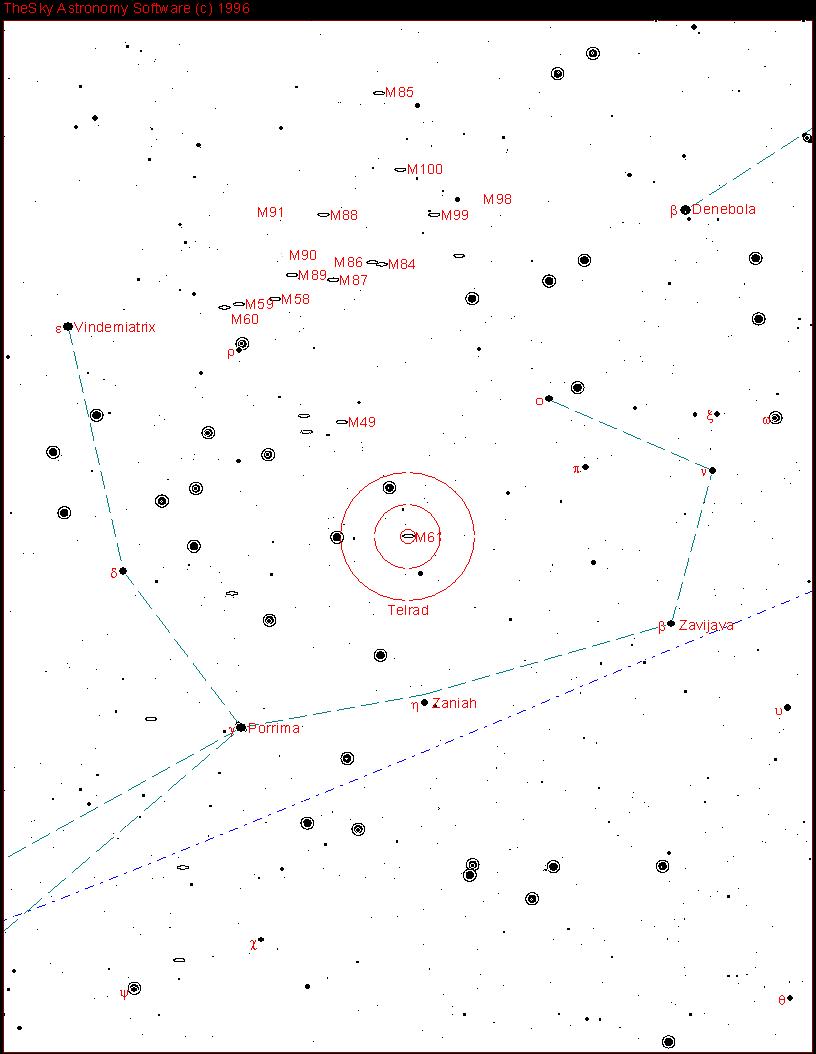 TheSky Astronomy Software (c) 1996
M85
M100
M98
M91
M88
M99
β Denebola
M90
M86
M84
M89
M87
M59
M58
M60
ε Vindemiatrix
ρ
ο
ξ
ω
M49
π
ν
M61
δ
Telrad
β Zavijava
η Zaniah
υ
γ Porrima
χ
ψ
θ